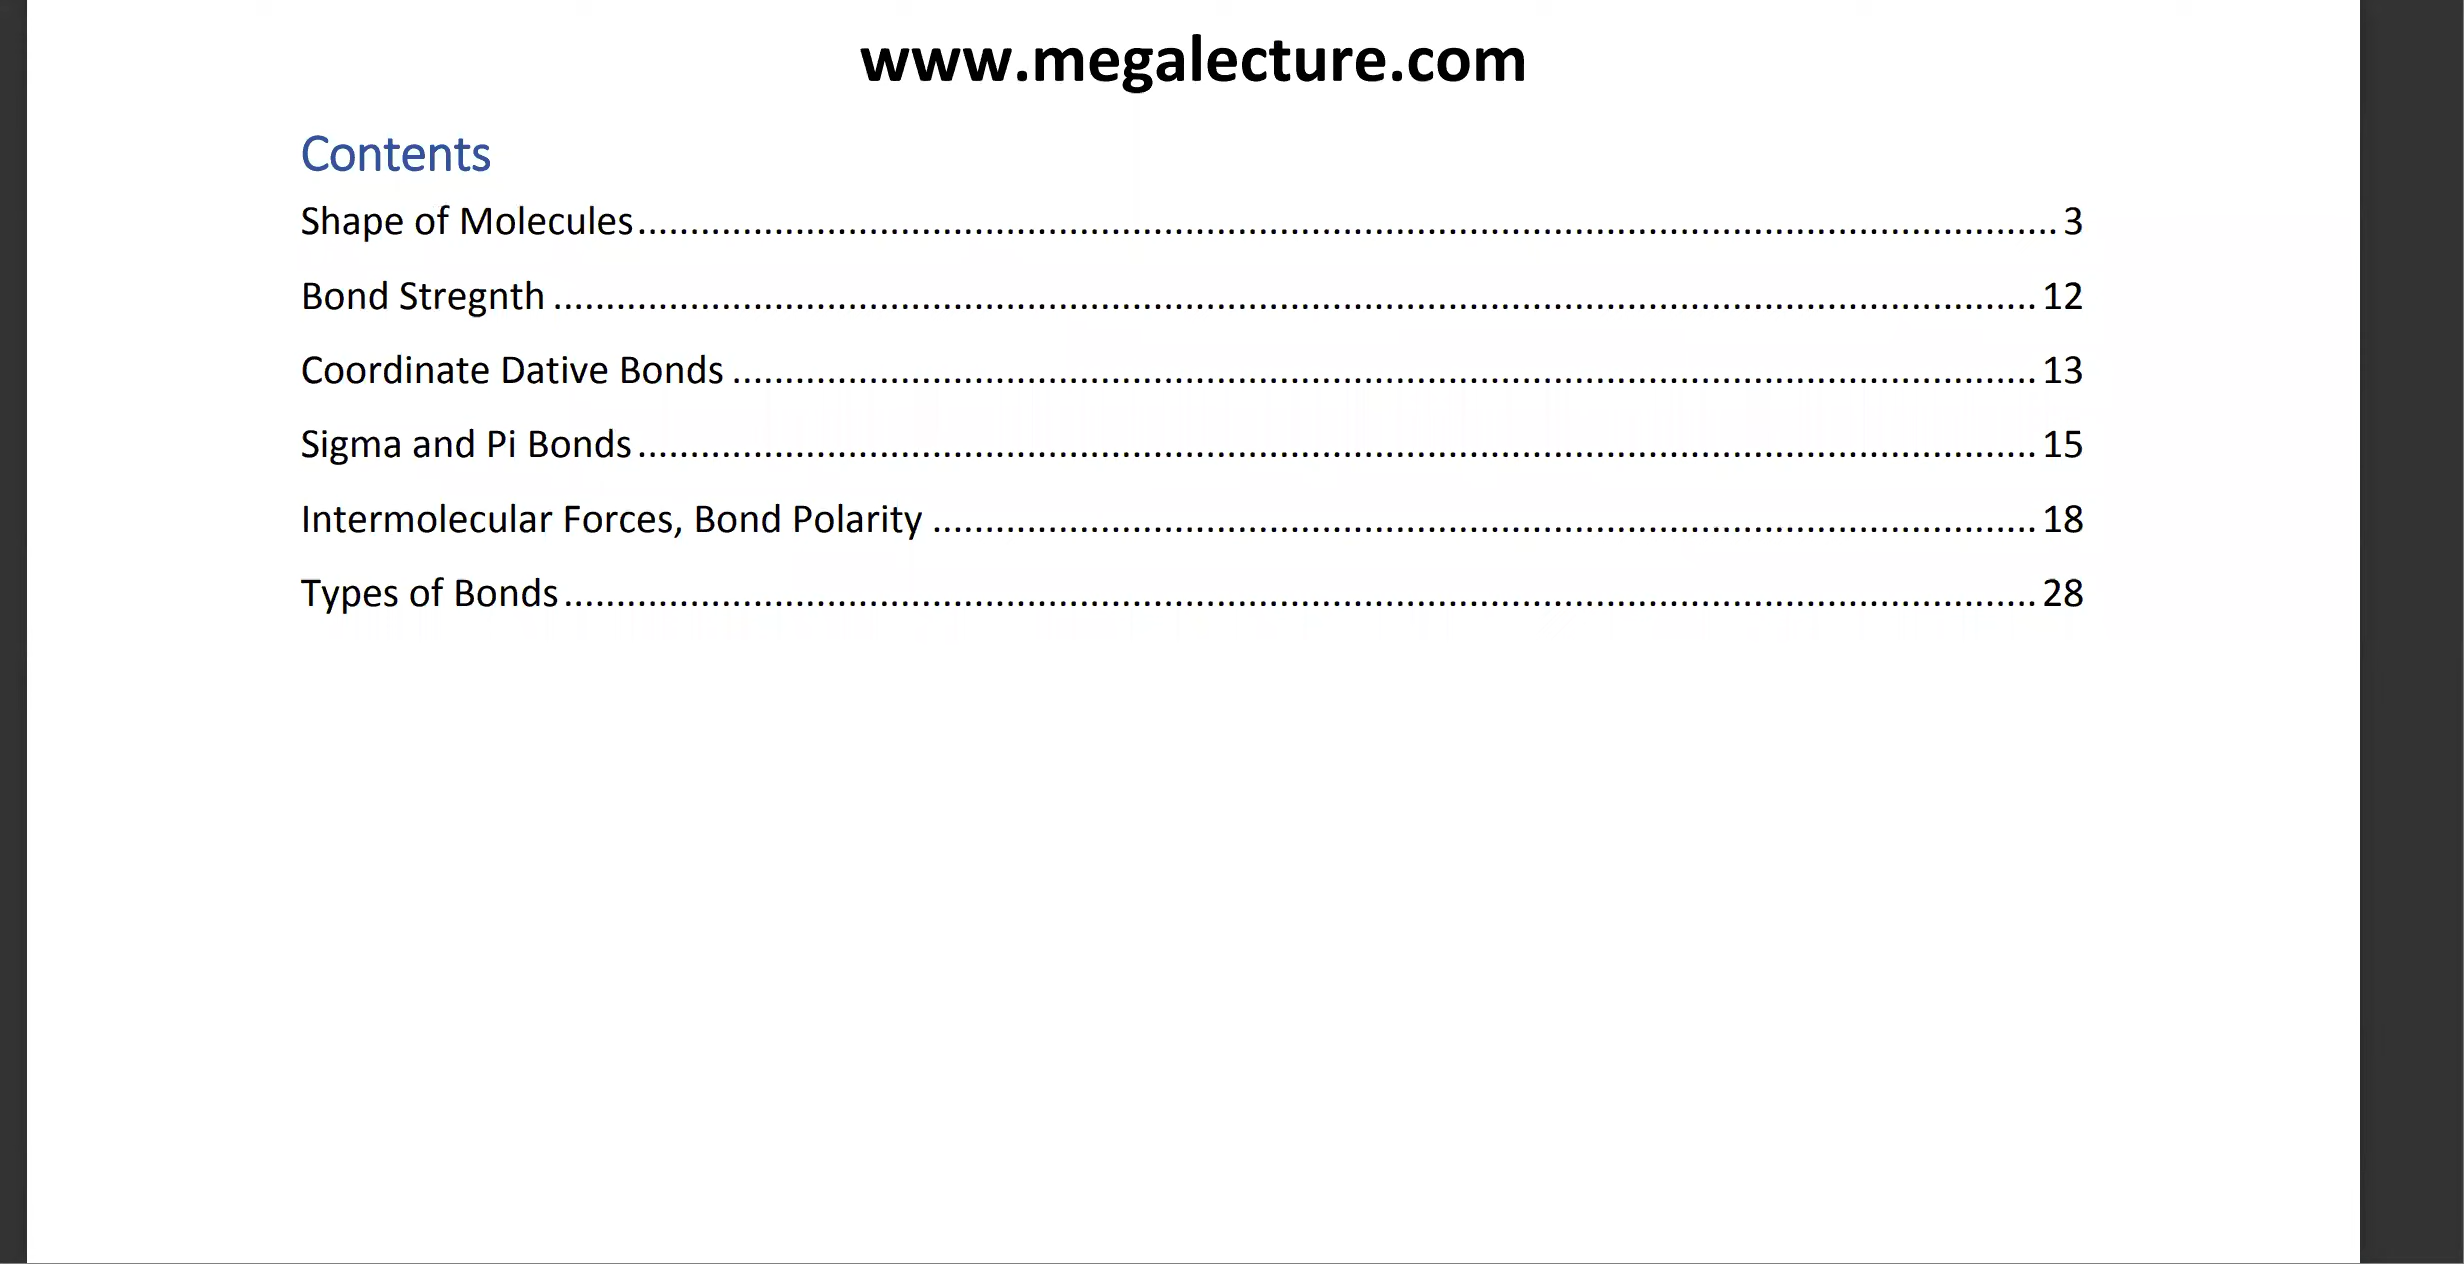 www.megalecture.com
Contents
Shape of Molecules........................................................................................................................................3
Bond Stregnth ................................................................................................................................................12
Coordinate Dative Bonds ..............................................................................................................................13
Sigma and Pi Bonds........................................................................................................................................15
Intermolecular Forces, Bond Polarity ...........................................................................................................18
Types of Bonds...............................................................................................................................................28